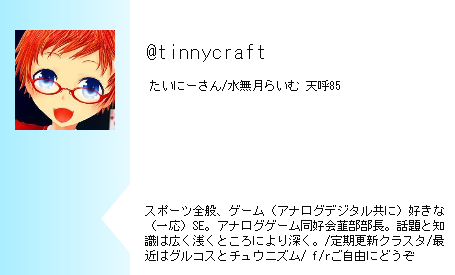 @tinnycraft
たいにーさん/水無月らいむ 天呼85
スポーツ全般、ゲーム（アナログデジタル共に）好きな
（一応）SE。アナログゲーム同好会韮部部長。話題と知
識は広く浅くところにより深く。/定期更新クラスタ/最
近はグルコスとチュウニズム/ f/rご自由にどうぞ